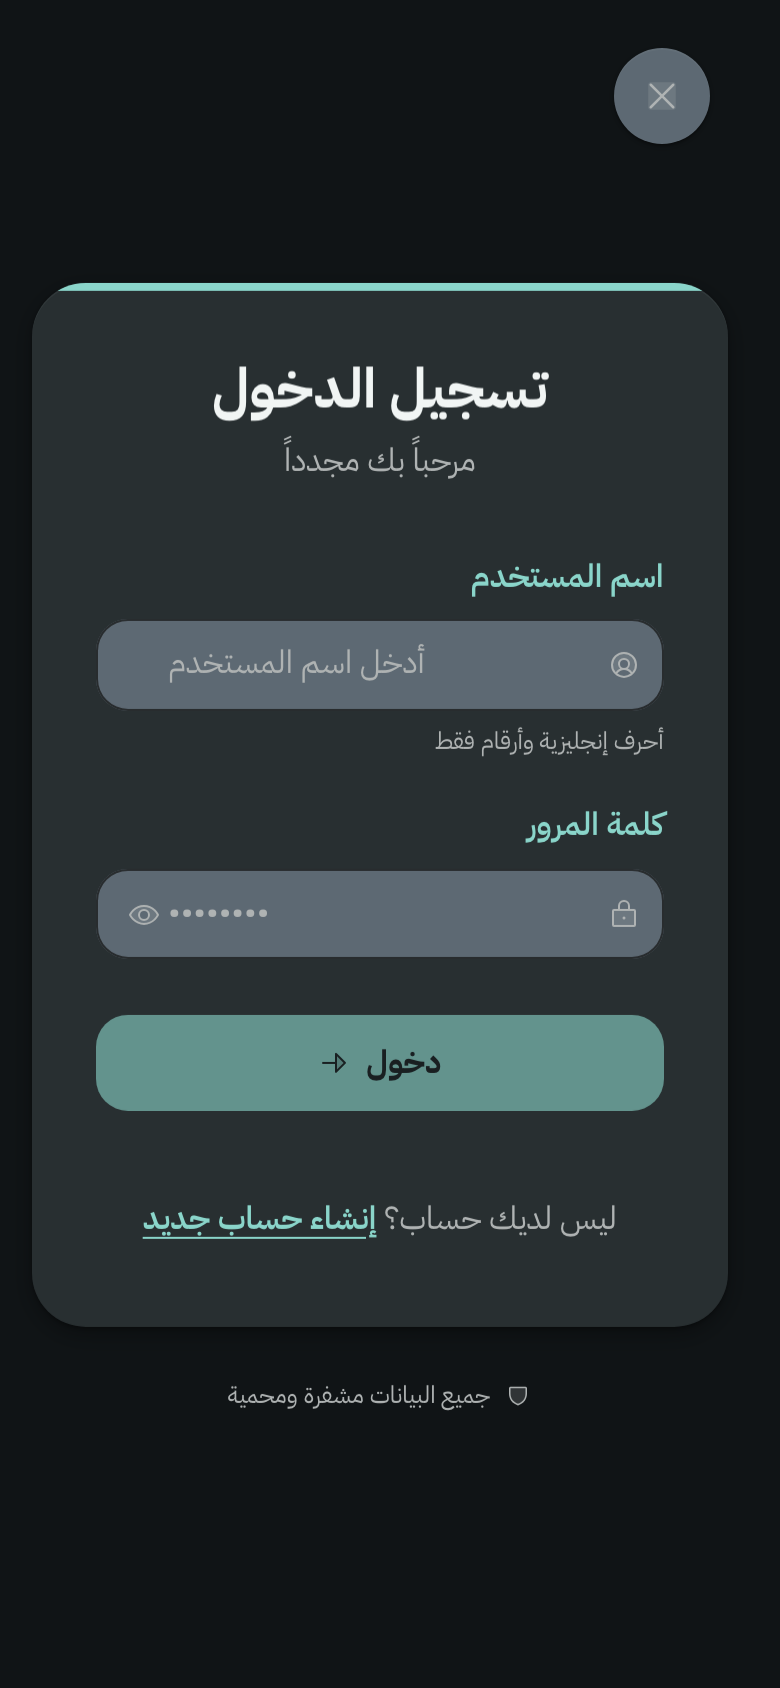 تسجيل الدخول
مرحباً بك مجدداً
اسم المستخدم
أدخل اسم المستخدم
أحرف إنجليزية وأرقام فقط
كلمة المرور
••••••••
دخول
ليس لديك حساب؟ إنشاء حساب جديد
جميع البيانات مشفرة ومحمية